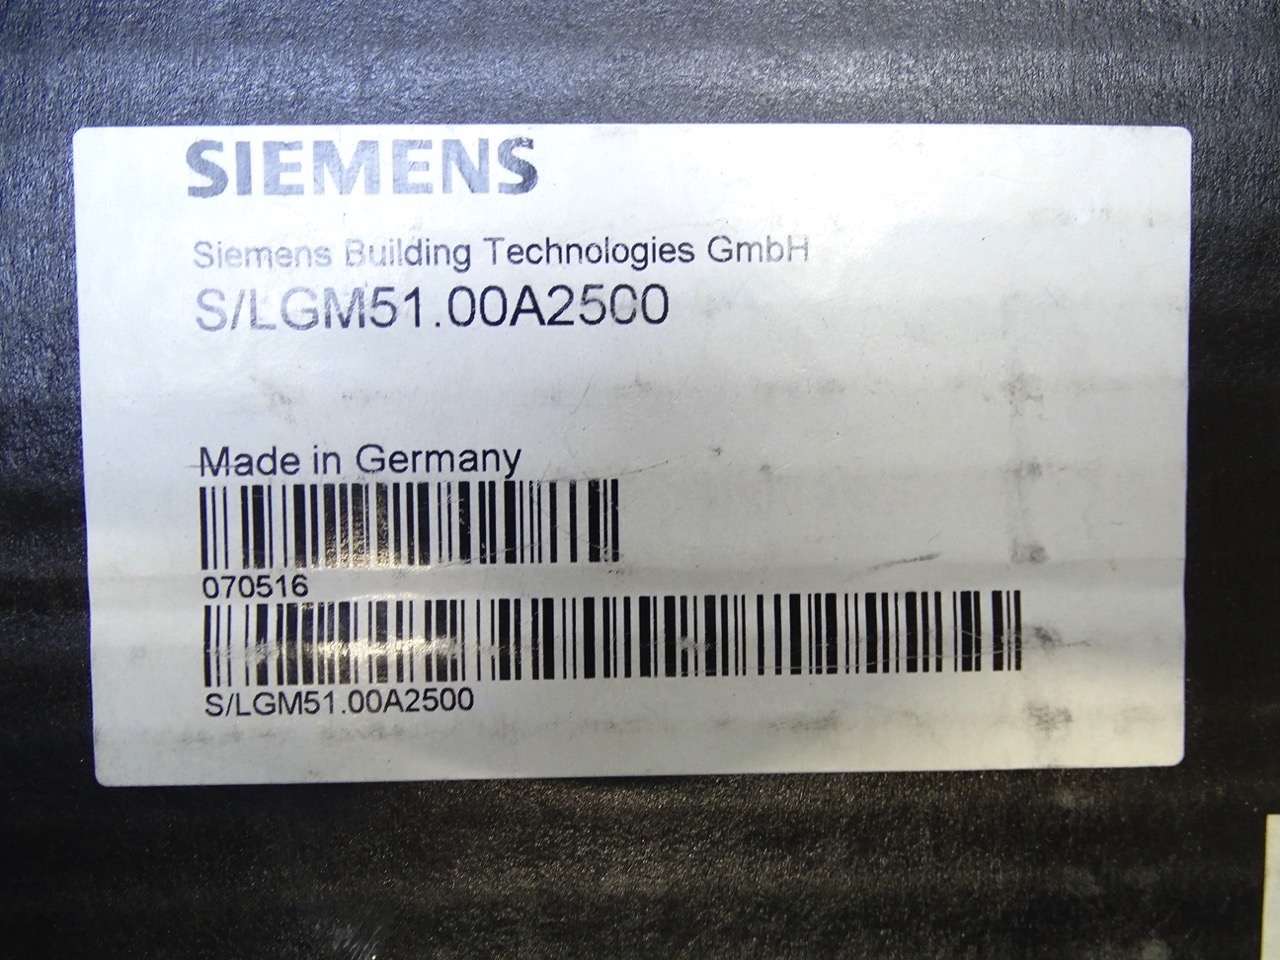 SIEMENS
Siemens Building Technologies GmbH
S/LGM51.00A2500
Made in Germany
070516
S/LGM51.00A2500